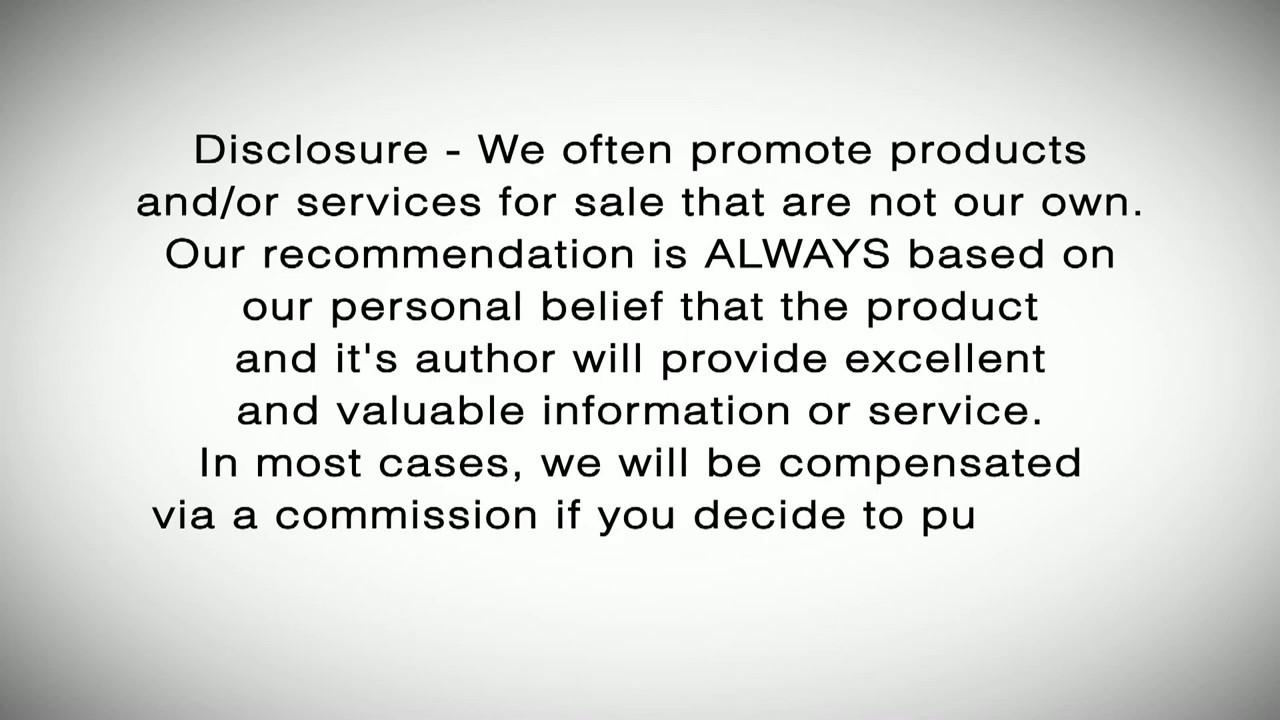 Disclosure - We often promote products
and/or services for sale that are not our own.
Our recommendation is ALWAYS based on
our personal belief that the product
and it's author will provide excellent
and valuable information or service.
In most cases, we will be compensated
via a commission if you decide to pu